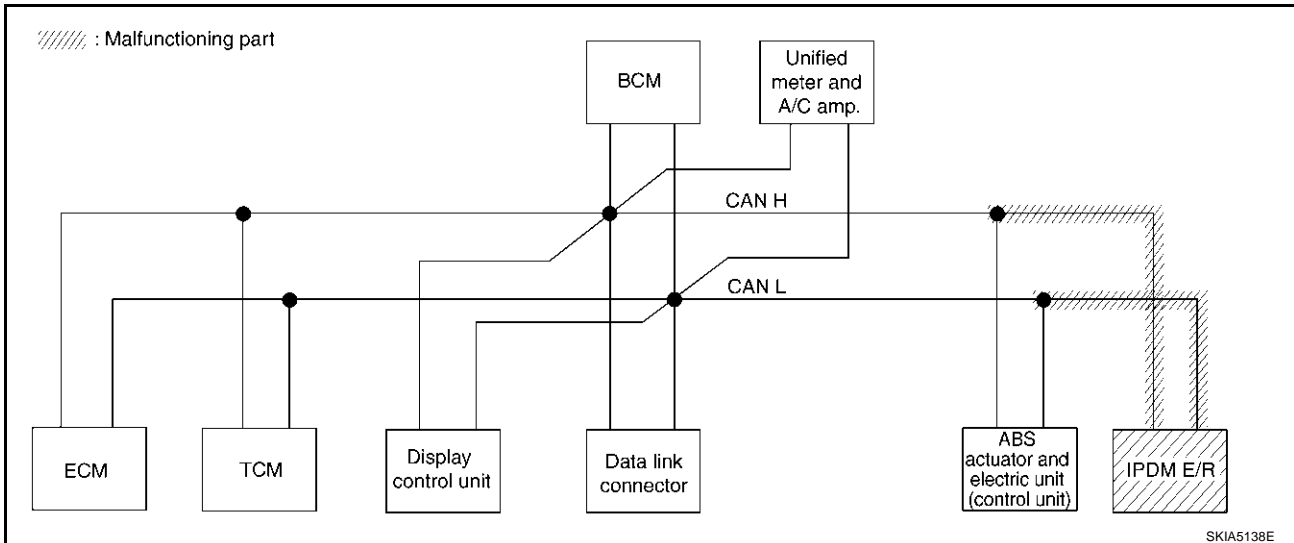 : Malfunctioning part
BCM
Unified
meter and
A/C amp.
CAN H
CAN L
ECM
TCM
Display
control unit
Data link
connector
ABS
actuator and
electric unit
(control unit)
IPDM E/R
SKIA5138E